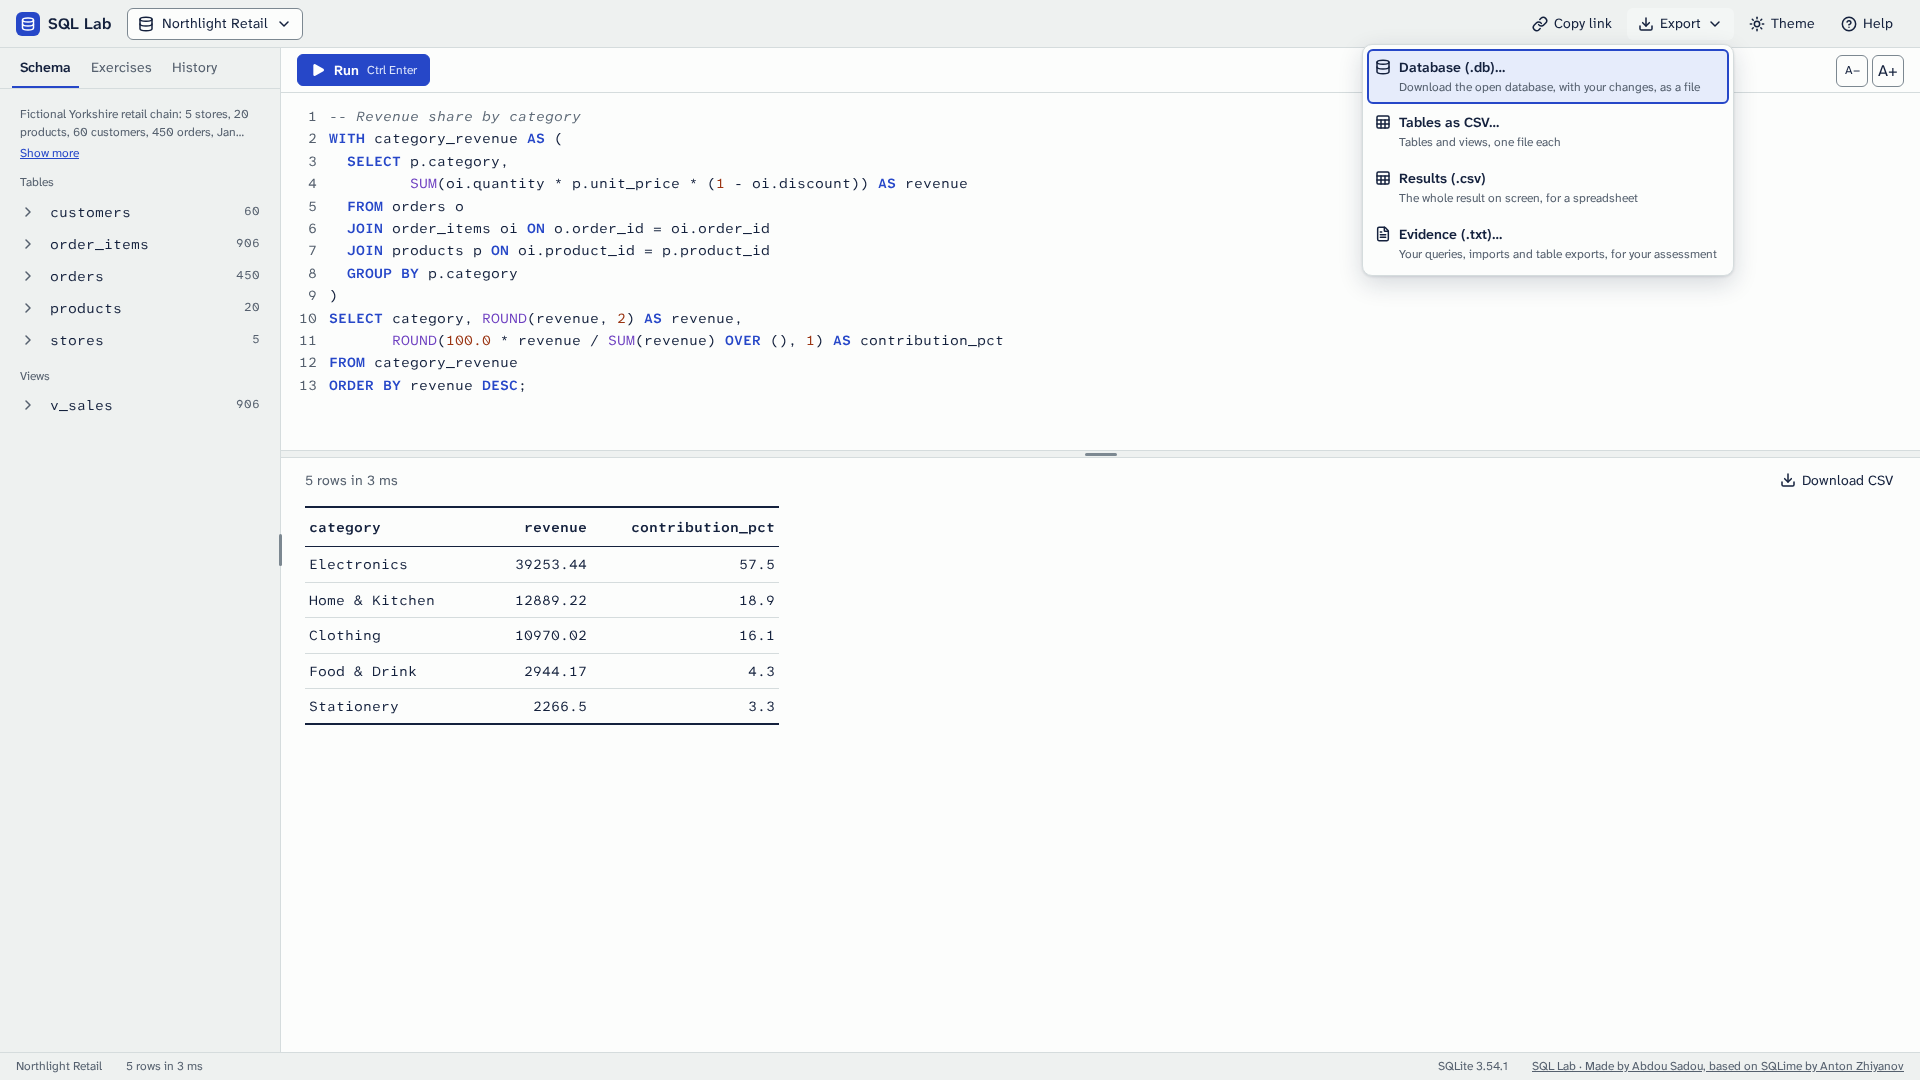 SQL Lab
Northlight Retail
Copy link
Export
Theme
Help
Schema
Exercises
History
Fictional Yorkshire retail chain: 5 stores, 20
products, 60 customers, 450 orders, Jan…
Show more
Tables
customers 60
order_items 906
orders 450
products 20
stores 5
Views
v_sales 906
Run Ctrl Enter
A−
A+
Database (.db)…
Download the open database, with your changes, as a file
Tables as CSV…
Tables and views, one file each
Results (.csv)
The whole result on screen, for a spreadsheet
Evidence (.txt)…
Your queries, imports and table exports, for your assessment
1 -- Revenue share by category
2 WITH category_revenue AS (
3   SELECT p.category,
4          SUM(oi.quantity * p.unit_price * (1 - oi.discount)) AS revenue
5   FROM orders o
6   JOIN order_items oi ON o.order_id = oi.order_id
7   JOIN products p ON oi.product_id = p.product_id
8   GROUP BY p.category
9 )
10 SELECT category, ROUND(revenue, 2) AS revenue,
11        ROUND(100.0 * revenue / SUM(revenue) OVER (), 1) AS contribution_pct
12 FROM category_revenue
13 ORDER BY revenue DESC;
5 rows in 3 ms
Download CSV
category revenue contribution_pct
Electronics 39253.44 57.5
Home & Kitchen 12889.22 18.9
Clothing 10970.02 16.1
Food & Drink 2944.17 4.3
Stationery 2266.5 3.3
Northlight Retail
5 rows in 3 ms
SQLite 3.54.1
SQL Lab · Made by Abdou Sadou, based on SQLime by Anton Zhiyanov